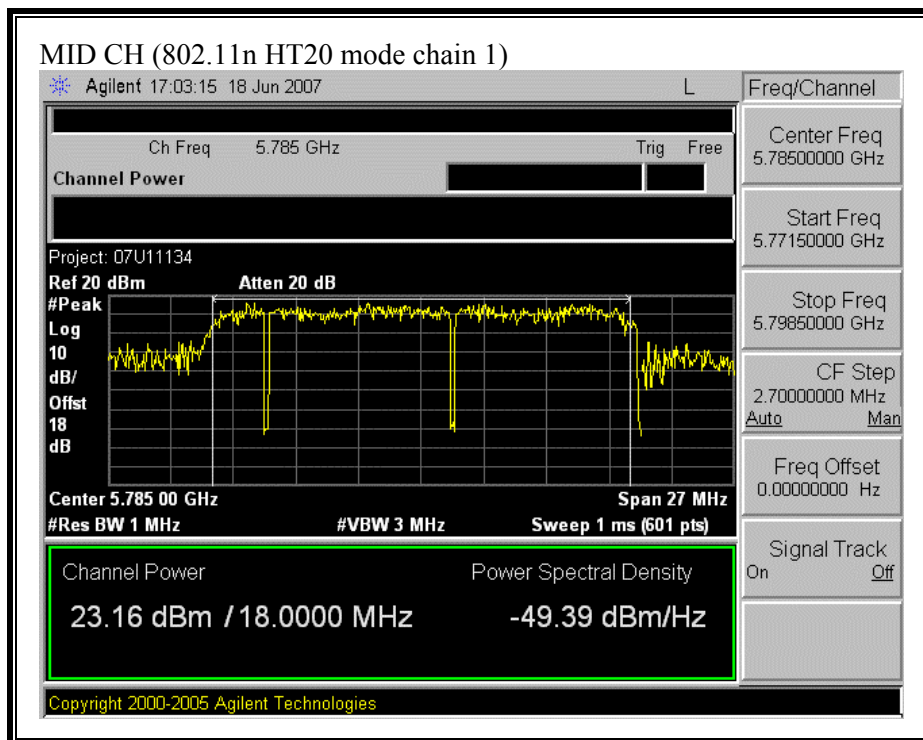 MID CH (802.11n HT20 mode chain 1)
Agilent 17:03:15 18 Jun 2007 L
Freq/Channel
Ch Freq 5.785 GHz Trig Free
Channel Power
Center Freq
5.78500000 GHz
Start Freq
5.77150000 GHz
Stop Freq
5.79850000 GHz
CF Step
2.70000000 MHz
Auto Man
Freq Offset
0.00000000 Hz
Signal Track
On Off
Project: 07U11134
Ref 20 dBm Atten 20 dB
#Peak
Log
10
dB/
Offst
18
dB
Center 5.785 00 GHz Span 27 MHz
#Res BW 1 MHz #VBW 3 MHz Sweep 1 ms (601 pts)
Channel Power Power Spectral Density
23.16 dBm / 18.0000 MHz -49.39 dBm/Hz
Copyright 2000-2005 Agilent Technologies